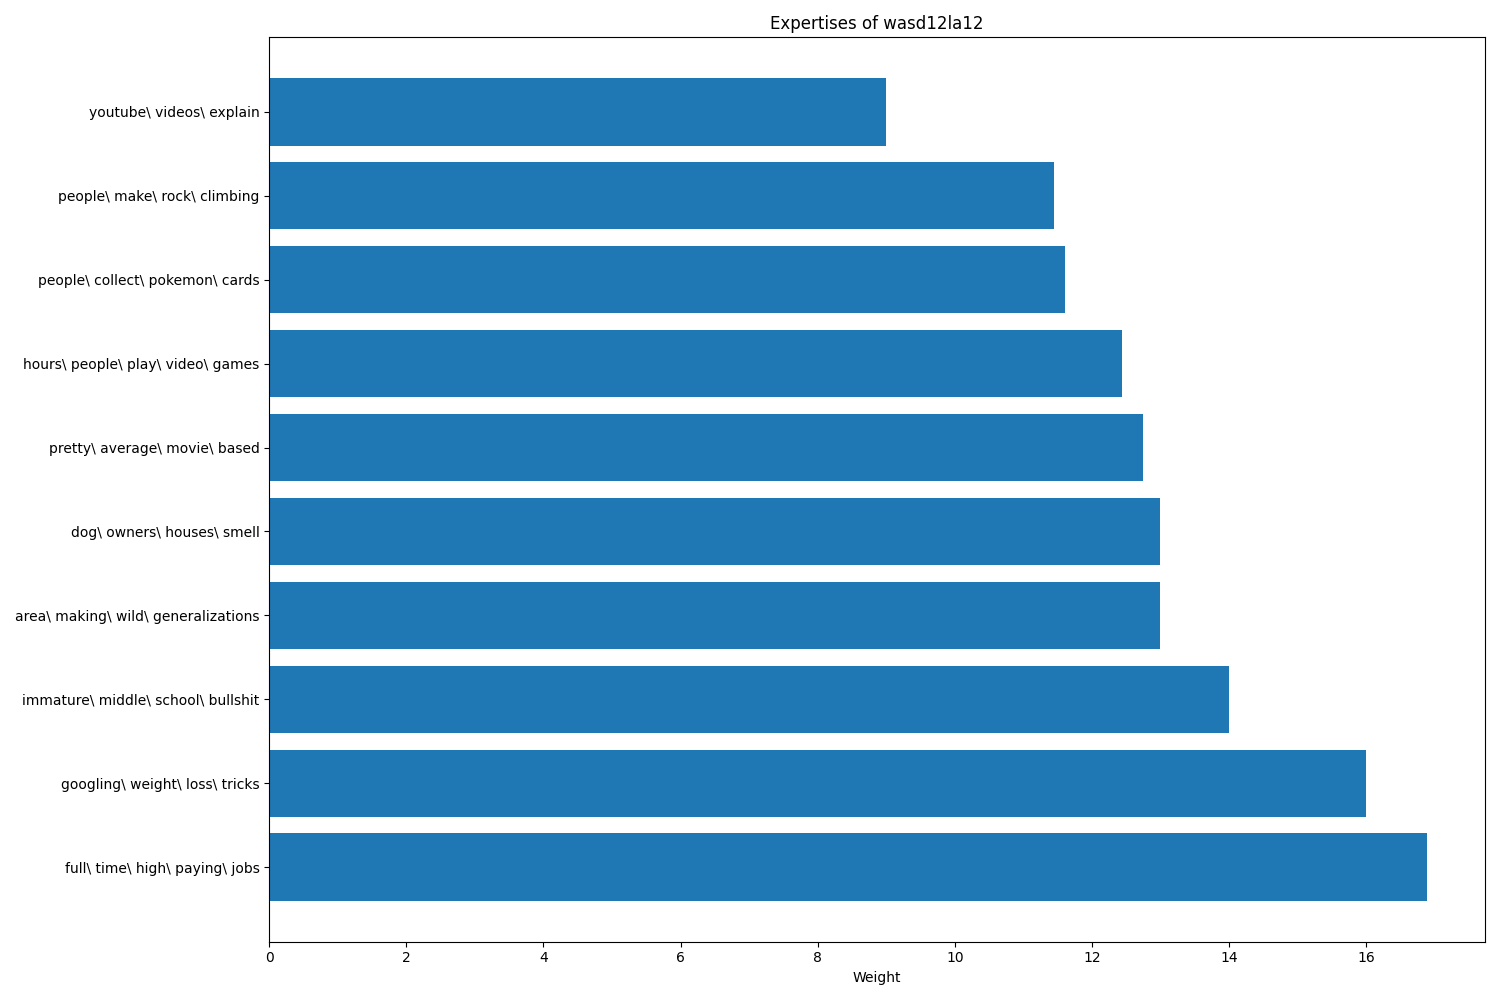 Expertises of wasd12la12
youtube\ videos\ explain
people\ make\ rock\ climbing
people\ collect\ pokemon\ cards
hours\ people\ play\ video\ games
pretty\ average\ movie\ based
dog\ owners\ houses\ smell
area\ making\ wild\ generalizations
immature\ middle\ school\ bullshit
googling\ weight\ loss\ tricks
full\ time\ high\ paying\ jobs
0 2 4 6 8 10 12 14 16
Weight